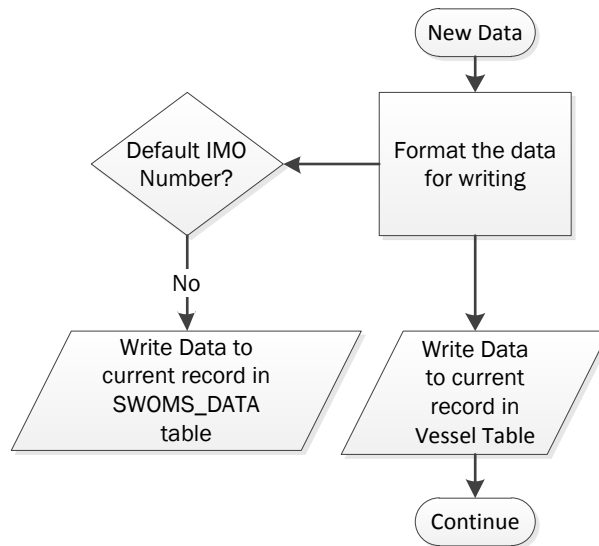 New Data
Default IMO
Number?
Format the data
for writing
No
Write Data to
current record in
SWOMS_DATA
table
Write Data
to current
record in
Vessel Table
Continue